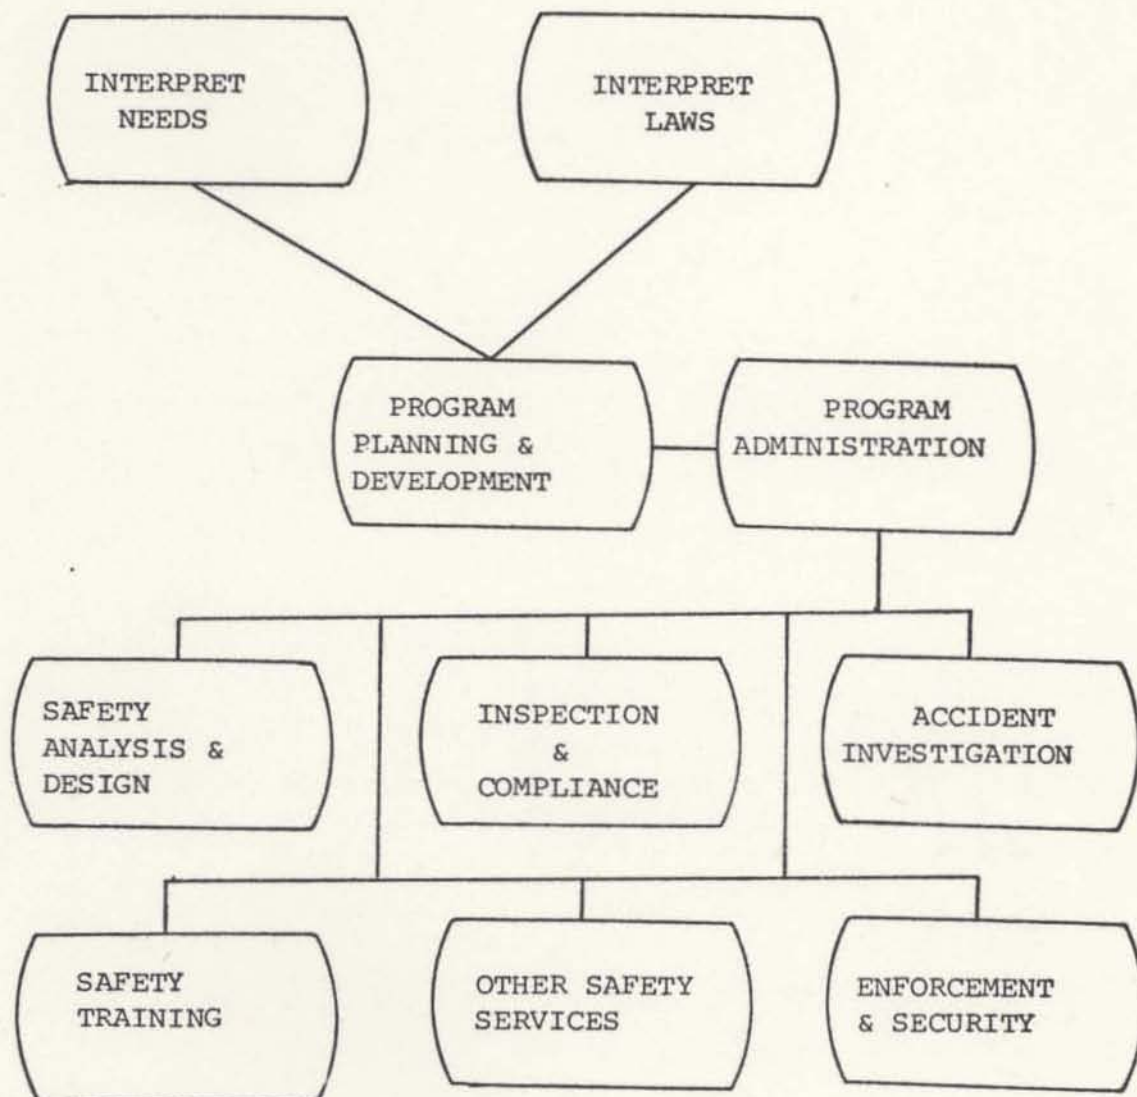 INTERPRET
NEEDS
INTERPRET
LAWS
PROGRAM
PLANNING &
DEVELOPMENT
PROGRAM
ADMINISTRATION
SAFETY
ANALYSIS &
DESIGN
INSPECTION
&
COMPLIANCE
ACCIDENT
INVESTIGATION
SAFETY
TRAINING
OTHER SAFETY
SERVICES
ENFORCEMENT
& SECURITY